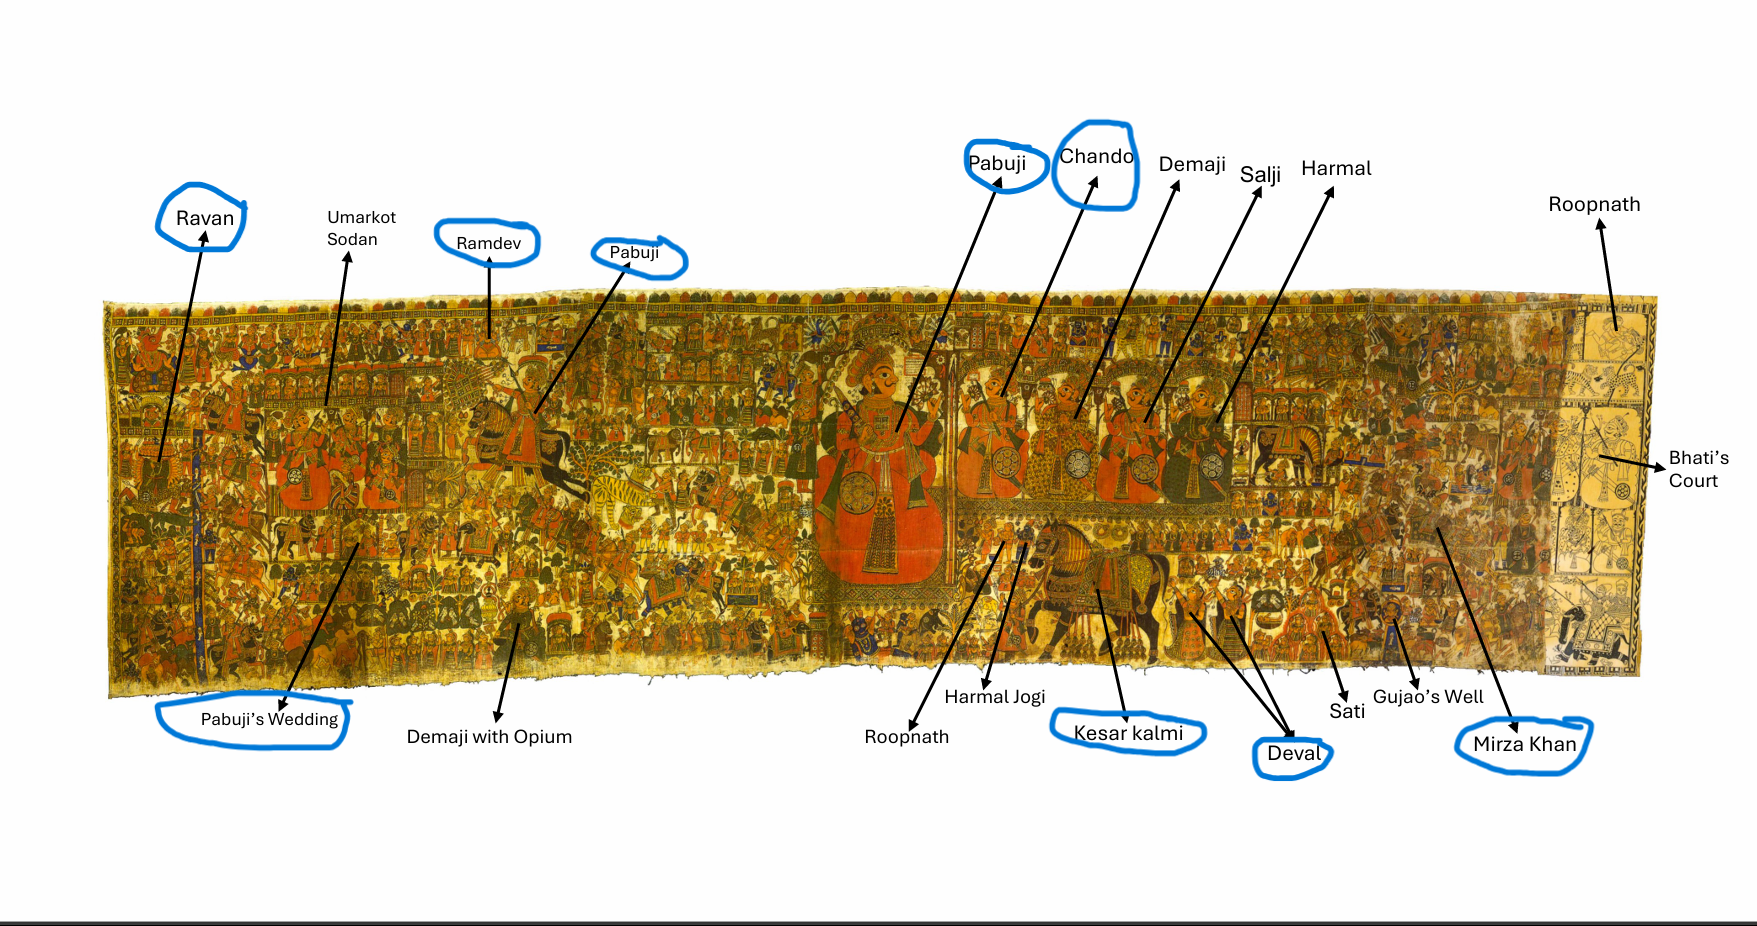 Pabuji
Chando
Demaji
Salji
Harmal
Ravan
Umarkot
Sodan
Ramdev
Pabuji
Roopnath
Bhati's
Court
Pabuji's Wedding
Demaji with Opium
Roopnath
Harmal Jogi
Kesar kalmi
Deval
Sati
Gujao's Well
Mirza Khan